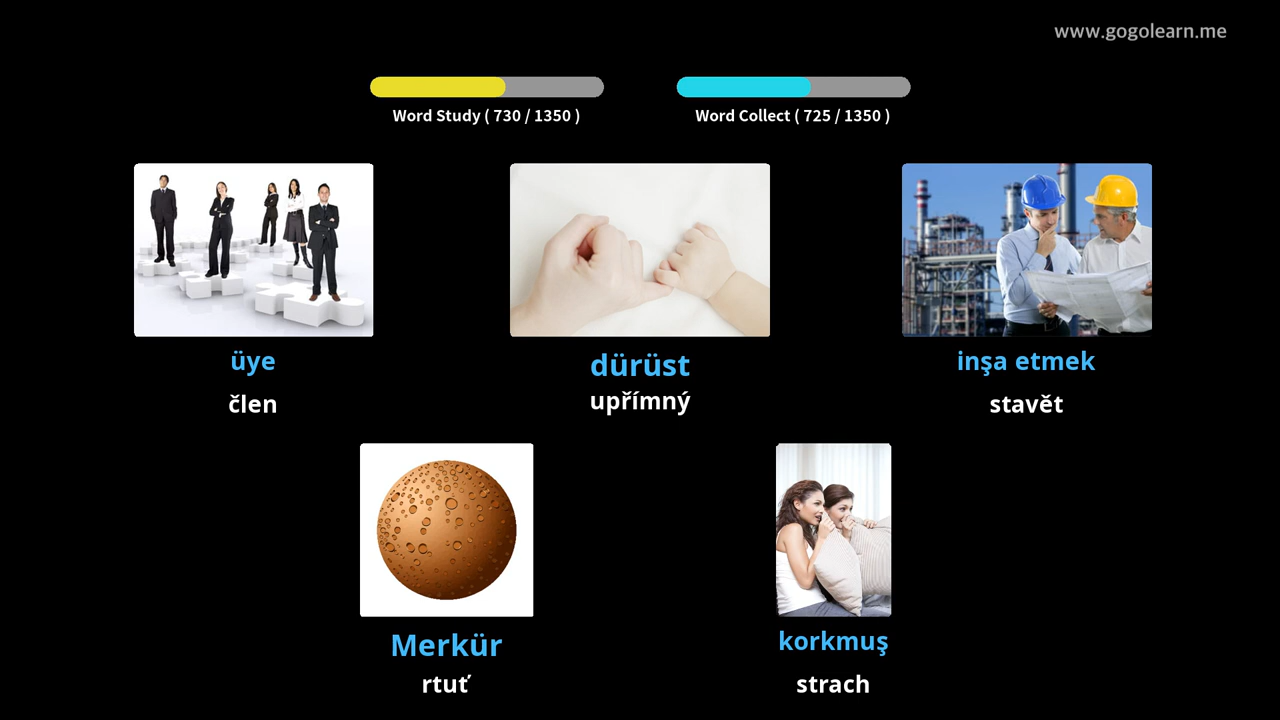 www.gogolearn.me
Word Study ( 730 / 1350 )
Word Collect ( 725 / 1350 )
üye
dürüst
inşa etmek
člen
upřímný
stavět
Merkür
korkmuş
rtuť
strach